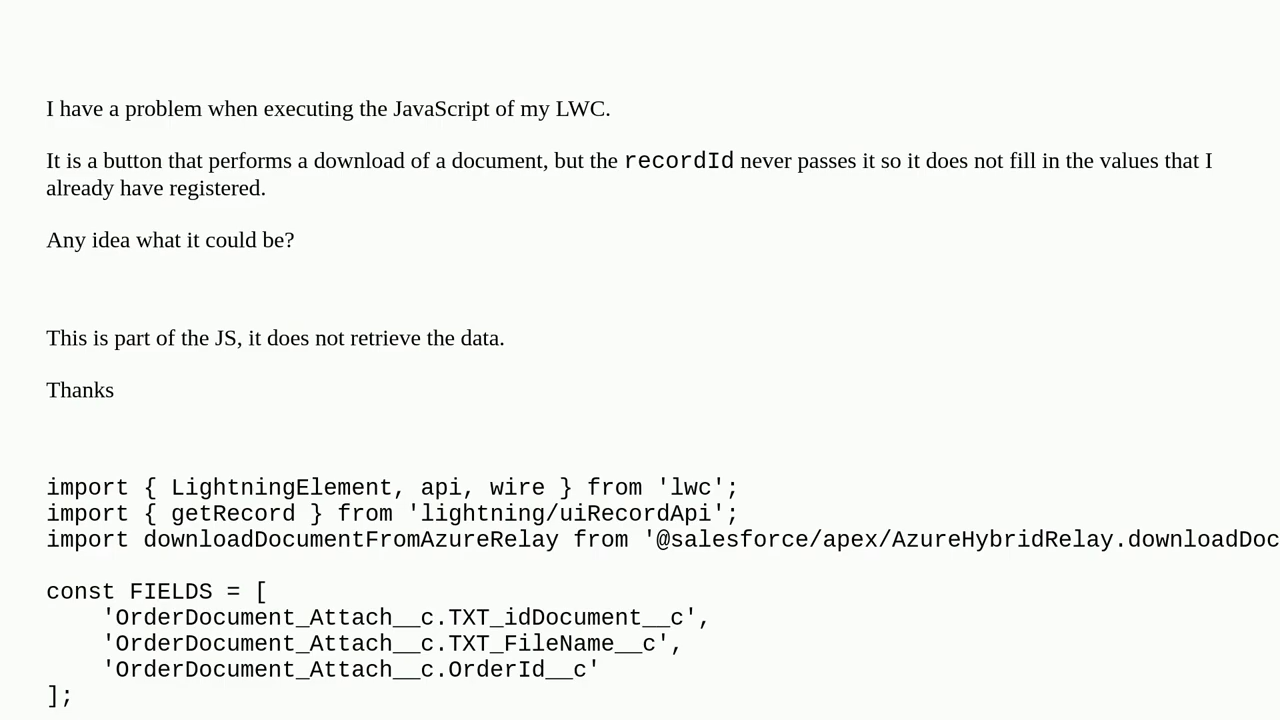 I have a problem when executing the JavaScript of my LWC.
It is a button that performs a download of a document, but the recordId never passes it so it does not fill in the values that I
already have registered.
Any idea what it could be?
This is part of the JS, it does not retrieve the data.
Thanks
import { LightningElement, api, wire } from 'lwc';
import { getRecord } from 'lightning/uiRecordApi';
import downloadDocumentFromAzureRelay from '@salesforce/apex/AzureHybridRelay.downloadDoc
const FIELDS = [
    'OrderDocument_Attach__c.TXT_idDocument__c',
    'OrderDocument_Attach__c.TXT_FileName__c',
    'OrderDocument_Attach__c.OrderId__c'
];